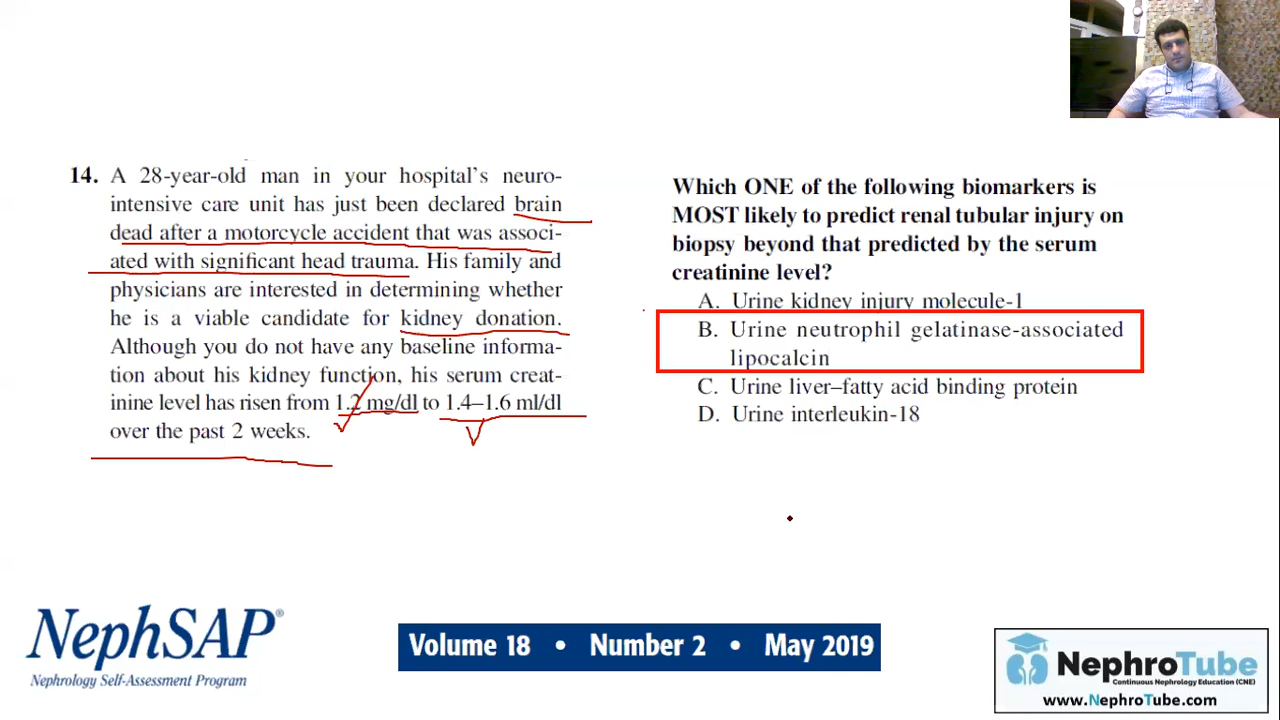 14. A 28-year-old man in your hospital's neuro-
intensive care unit has just been declared brain
dead after a motorcycle accident that was associ-
ated with significant head trauma. His family and
physicians are interested in determining whether
he is a viable candidate for kidney donation.
Although you do not have any baseline informa-
tion about his kidney function, his serum creat-
inine level has risen from 1.2 mg/dl to 1.4–1.6 ml/dl
over the past 2 weeks.
Which ONE of the following biomarkers is
MOST likely to predict renal tubular injury on
biopsy beyond that predicted by the serum
creatinine level?
A. Urine kidney injury molecule-1
B. Urine neutrophil gelatinase-associated
lipocalcin
C. Urine liver–fatty acid binding protein
D. Urine interleukin-18
NephSAP®
Nephrology Self-Assessment Program
Volume 18 • Number 2 • May 2019
NephroTube
Continuous Nephrology Education (CNE)
www.NephroTube.com